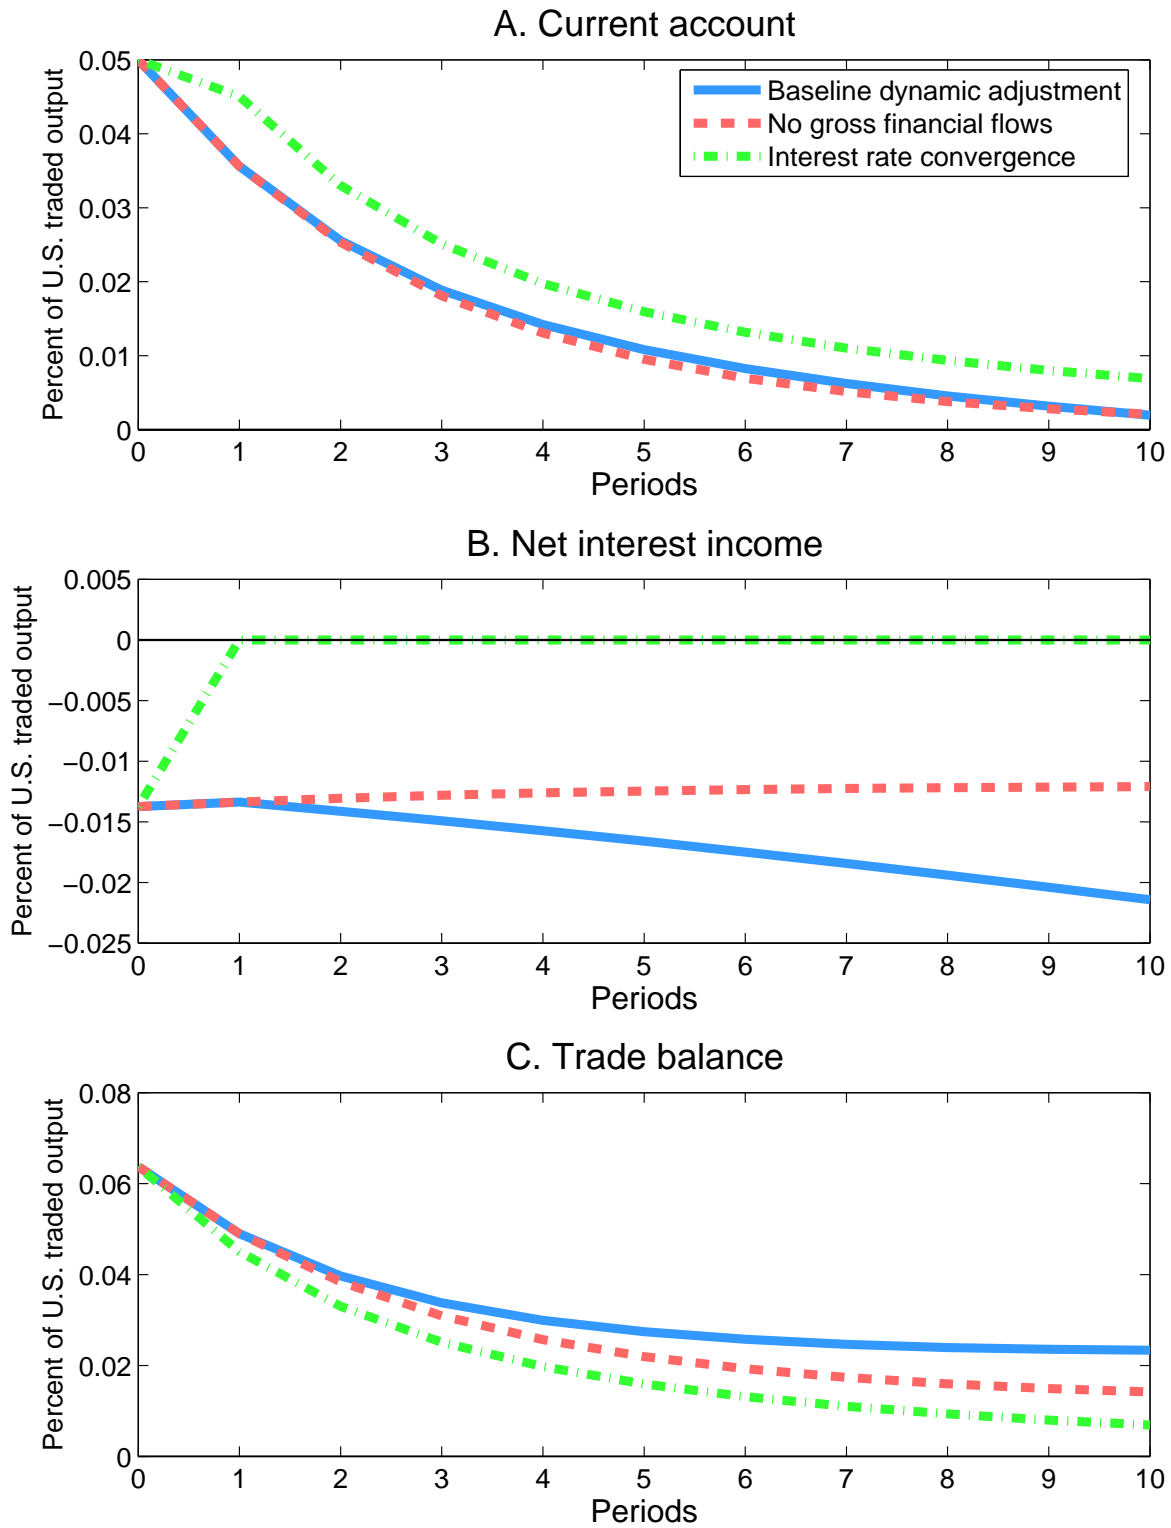 A. Current account
Percent of U.S. traded output
0.05
0.04
0.03
0.02
0.01
0
Baseline dynamic adjustment
No gross financial flows
Interest rate convergence
0 1 2 3 4 5 6 7 8 9 10
Periods
B. Net interest income
Percent of U.S. traded output
0.005
0
−0.005
−0.01
−0.015
−0.02
−0.025
0 1 2 3 4 5 6 7 8 9 10
Periods
C. Trade balance
Percent of U.S. traded output
0.08
0.06
0.04
0.02
0
0 1 2 3 4 5 6 7 8 9 10
Periods